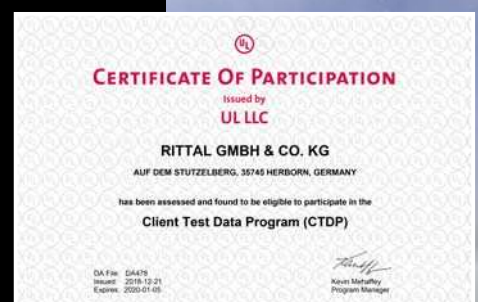 UL
CERTIFICATE OF PARTICIPATION
Issued by
UL LLC
RITTAL GMBH & CO. KG
AUF DEM STUTZELBERG, 35745 HERBORN, GERMANY
has been assessed and found to be eligible to participate in the
Client Test Data Program (CTDP)
DA File: DA478
Issued: 2018-12-21
Expires: 2020-01-05
Kevin Mehaffey
Program Manager